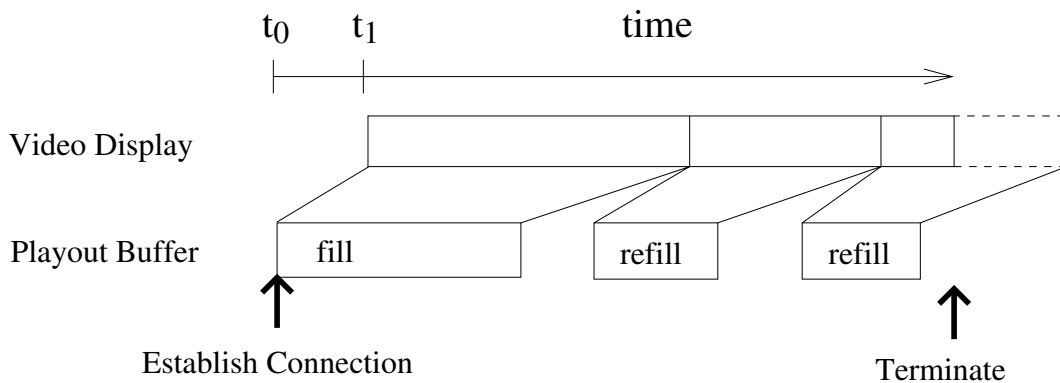 t0 t1 time
Video Display
Playout Buffer fill refill refill
Establish Connection
Terminate